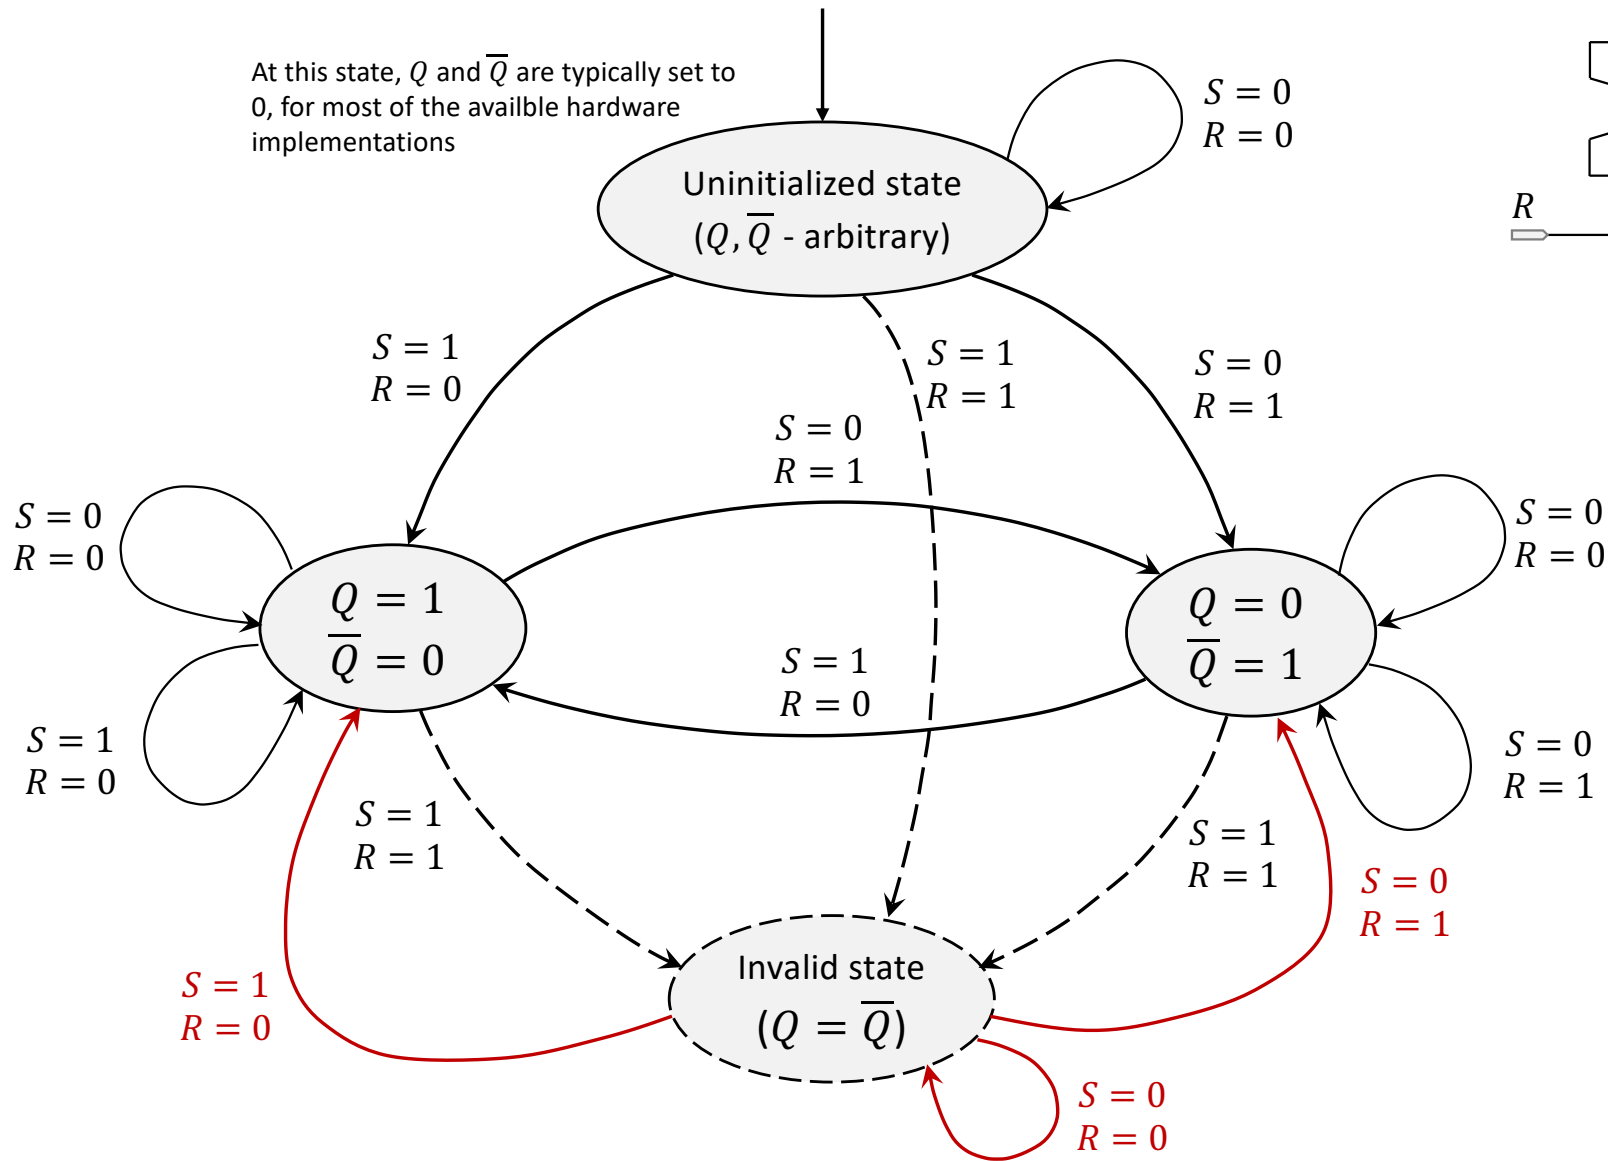 At this state, Q and Q̅ are typically set to
0, for most of the availble hardware
implementations
S = 0
R = 0
Uninitialized state
(Q, Q̅ - arbitrary)
R
S = 1
R = 0
S = 1
R = 1
S = 0
R = 1
S = 0
R = 1
S = 0
R = 0
S = 0
R = 0
Q = 1
Q̅ = 0
Q = 0
Q̅ = 1
S = 1
R = 0
S = 1
R = 0
S = 0
R = 1
S = 1
R = 1
S = 1
R = 1
S = 0
R = 1
Invalid state
(Q = Q̅)
S = 1
R = 0
S = 0
R = 0